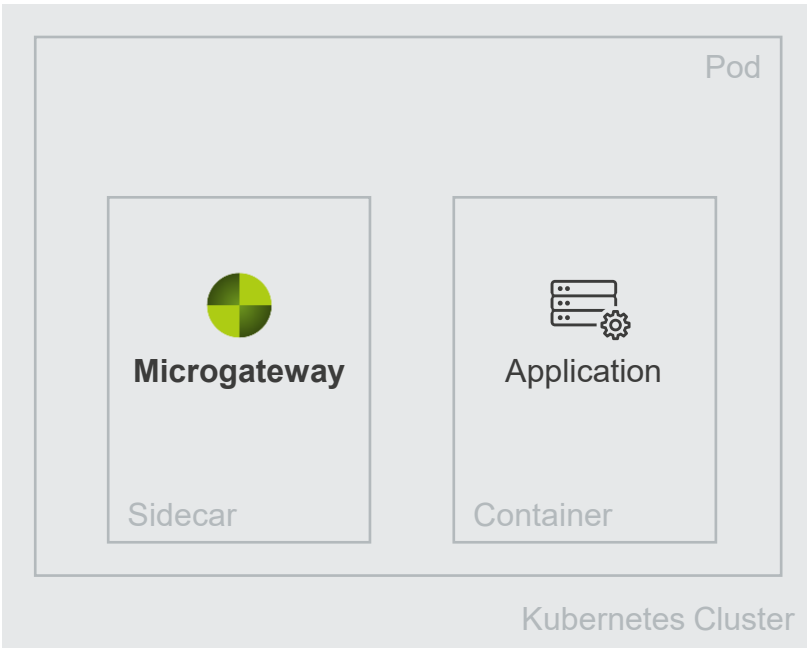 Pod
Microgateway
Application
Sidecar
Container
Kubernetes Cluster